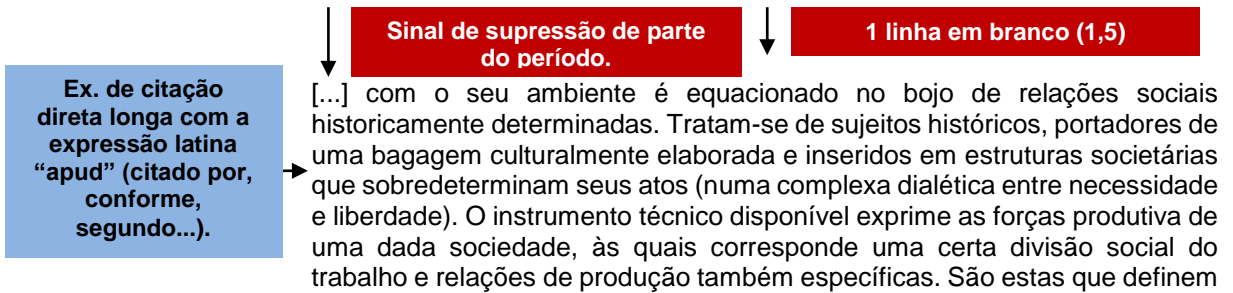 Sinal de supressão de parte
do período.
1 linha em branco (1,5)
Ex. de citação
direta longa com a
expressão latina
“apud” (citado por,
conforme,
segundo...).
[...] com o seu ambiente é equacionado no bojo de relações sociais
historicamente determinadas. Tratam-se de sujeitos históricos, portadores de
uma bagagem culturalmente elaborada e inseridos em estruturas societárias
que sobredeterminam seus atos (numa complexa dialética entre necessidade
e liberdade). O instrumento técnico disponível exprime as forças produtiva de
uma dada sociedade, às quais corresponde uma certa divisão social do
trabalho e relações de produção também específicas. São estas que definem